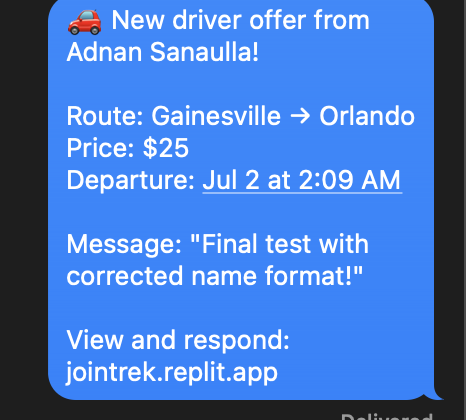 🚗 New driver offer from
Adnan Sanaulla!
Route: Gainesville → Orlando
Price: $25
Departure: Jul 2 at 2:09 AM
Message: "Final test with
corrected name format!"
View and respond:
jointrek.replit.app
Delivered